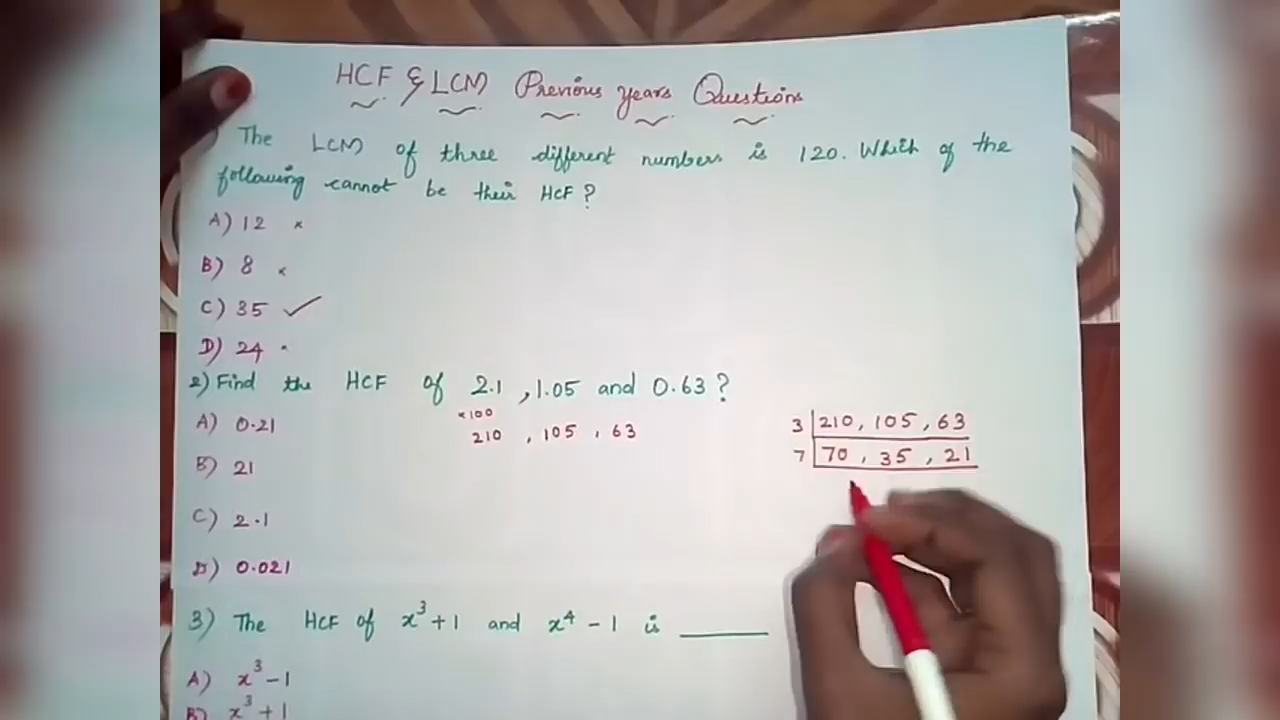 HCF & LCM Previous years Questions
) The LCM of three different numbers is 120. Which of the
following cannot be their HCF?
A) 12 ×
B) 8 ×
C) 35 ✓
D) 24 ·
2) Find the HCF of 2.1, 1.05 and 0.63?
×100
210, 105, 63
A) 0.21
B) 21
C) 2.1
D) 0.021
3 | 210, 105, 63
7 | 70, 35, 21
3) The HCF of x³+1 and x⁴-1 is ______
A) x³-1
B) x³+1